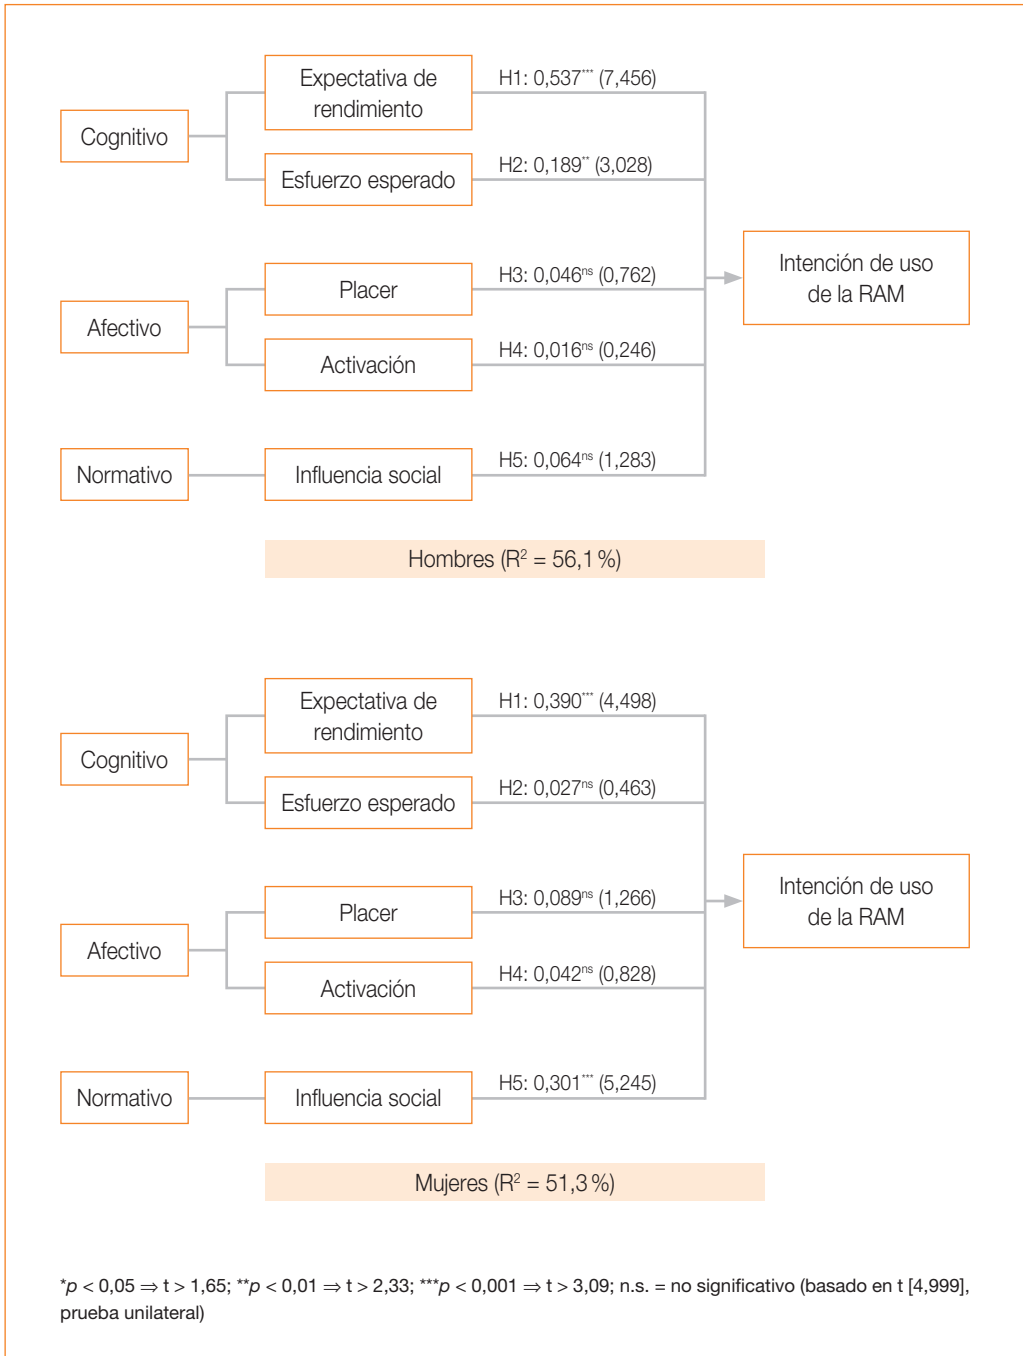 Expectativa de
rendimiento
H1: 0,537*** (7,456)
Cognitivo
Esfuerzo esperado
H2: 0,189** (3,028)
Intención de uso
de la RAM
Placer
H3: 0,046ns (0,762)
Afectivo
Activación
H4: 0,016ns (0,246)
Normativo
Influencia social
H5: 0,064ns (1,283)
Hombres (R² = 56,1 %)
Expectativa de
rendimiento
H1: 0,390*** (4,498)
Cognitivo
Esfuerzo esperado
H2: 0,027ns (0,463)
Intención de uso
de la RAM
Placer
H3: 0,089ns (1,266)
Afectivo
Activación
H4: 0,042ns (0,828)
Normativo
Influencia social
H5: 0,301*** (5,245)
Mujeres (R² = 51,3 %)
*p < 0,05 ⇒ t > 1,65; **p < 0,01 ⇒ t > 2,33; ***p < 0,001 ⇒ t > 3,09; n.s. = no significativo (basado en t [4,999],
prueba unilateral)